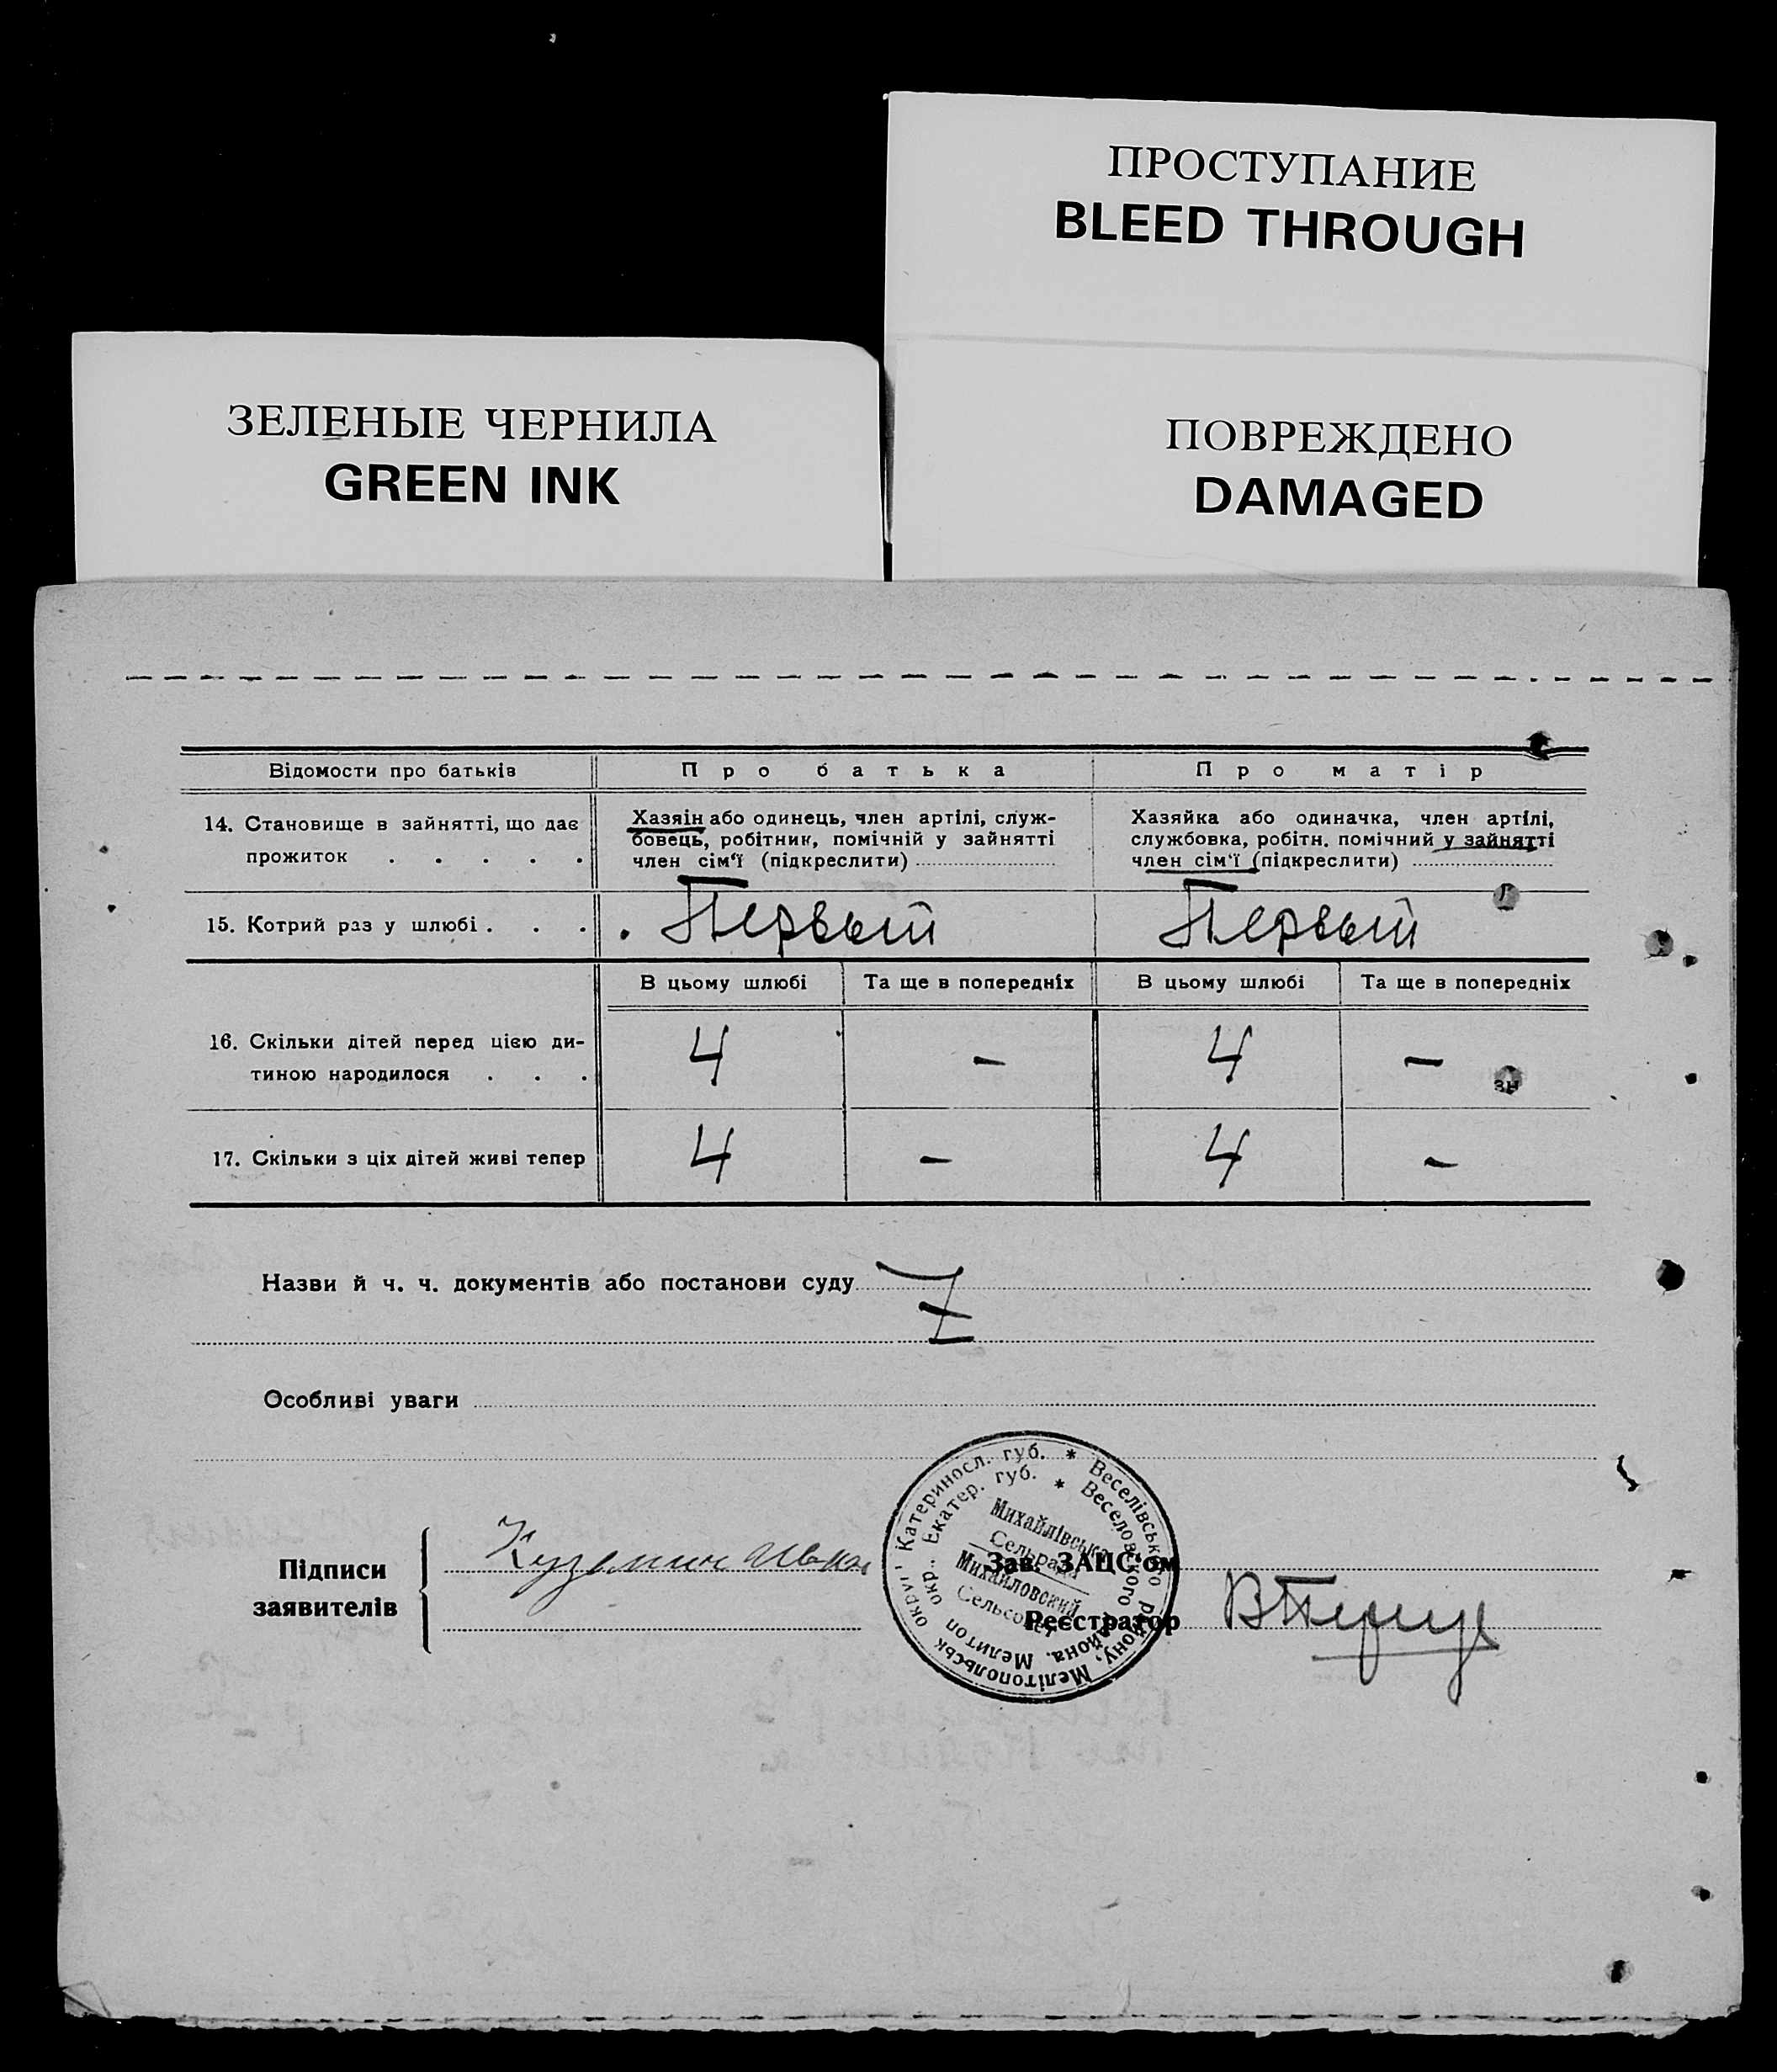 ПРОСТУПАНИЕ
BLEED THROUGH
ЗЕЛЕНЫЕ ЧЕРНИЛА
GREEN INK
ПОВРЕЖДЕНО
DAMAGED
Відомости про батьків П р о б а т ь к а П р о м а т і р
14. Становище в зайнятті, що дає
прожиток . . . . .
Хазяін або одинець, член артілі, служ-
бовець, робітник, помічній у зайнятті
член сім'ї (підкреслити)
Хазяйка або одиначка, член артілі,
службовка, робітн. помічний у зайнятті
член сім'ї (підкреслити)
15. Котрий раз у шлюбі . . . . Первый Первый
В цьому шлюбі Та ще в попередніх В цьому шлюбі Та ще в попередніх
16. Скільки дітей перед цією ди-
тиною народилося . . . 4 – 4 –
зн
17. Скільки з ціх дітей живі тепер 4 – 4 –
Назви й ч. ч. документів або постанови суду
Особливі уваги
Підписи
заявителів
Кузьмин Иван
Катериносл. губ. * Веселівського району, Мелітопольськ округі
Екатер. губ. * Веселовского района, Мелитоп окр.
Михайлівська
Сельрада
Михайловский
Сельсовет
Зав. ЗАЦС'ом
Реєстратор